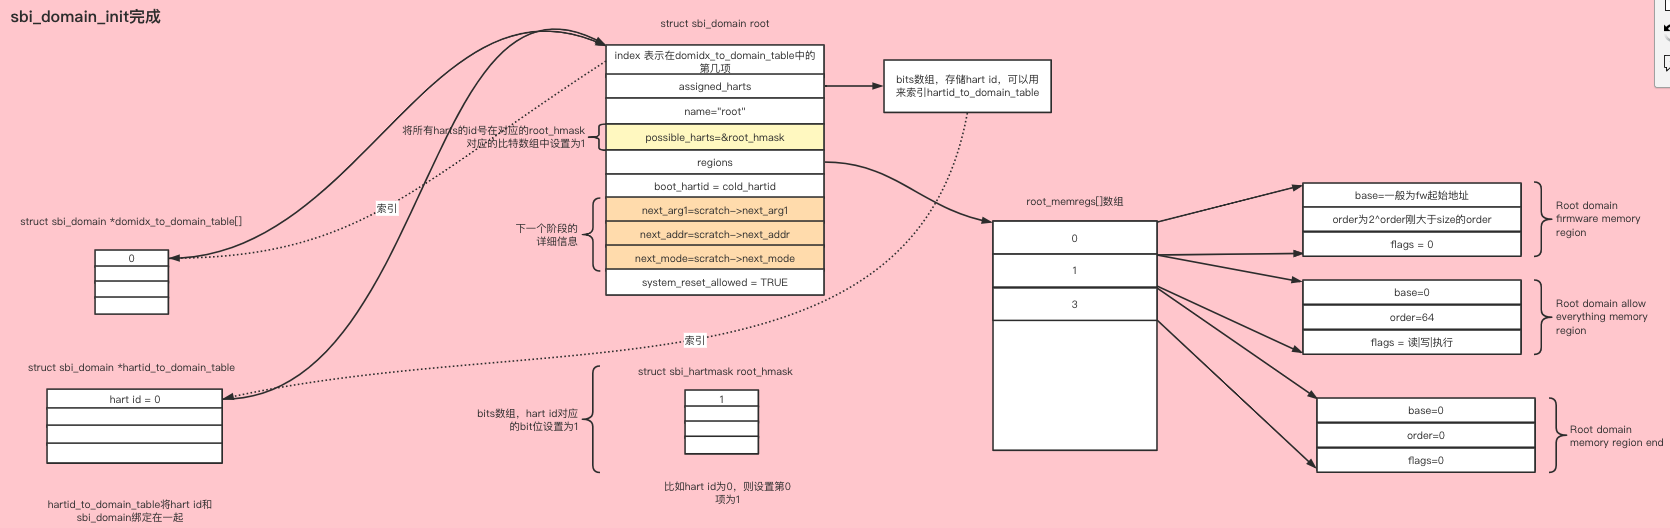 sbi_domain_init完成
struct sbi_domain root
index 表示在domidx_to_domain_table中的
第几项
assigned_harts
name="root"
possible_harts=&root_hmask
regions
boot_hartid = cold_hartid
next_arg1=scratch->next_arg1
next_addr=scratch->next_addr
next_mode=scratch->next_mode
system_reset_allowed = TRUE
bits数组，存储hart id，可以用
来索引hartid_to_domain_table
将所有harts的id号在对应的root_hmask
对应的比特数组中设置为1
下一个阶段的
详细信息
索引
struct sbi_domain *domidx_to_domain_table[]
0
struct sbi_domain *hartid_to_domain_table
hart id = 0
hartid_to_domain_table将hart id和
sbi_domain绑定在一起
索引
struct sbi_hartmask root_hmask
1
bits数组，hart id对应
的bit位设置为1
比如hart id为0，则设置第0
项为1
root_memregs[]数组
0
1
3
base=一般为fw起始地址
order为2^order刚大于size的order
flags = 0
Root domain
firmware memory
region
base=0
order=64
flags = 读|写|执行
Root domain allow
everything memory
region
base=0
order=0
flags=0
Root domain
memory region end